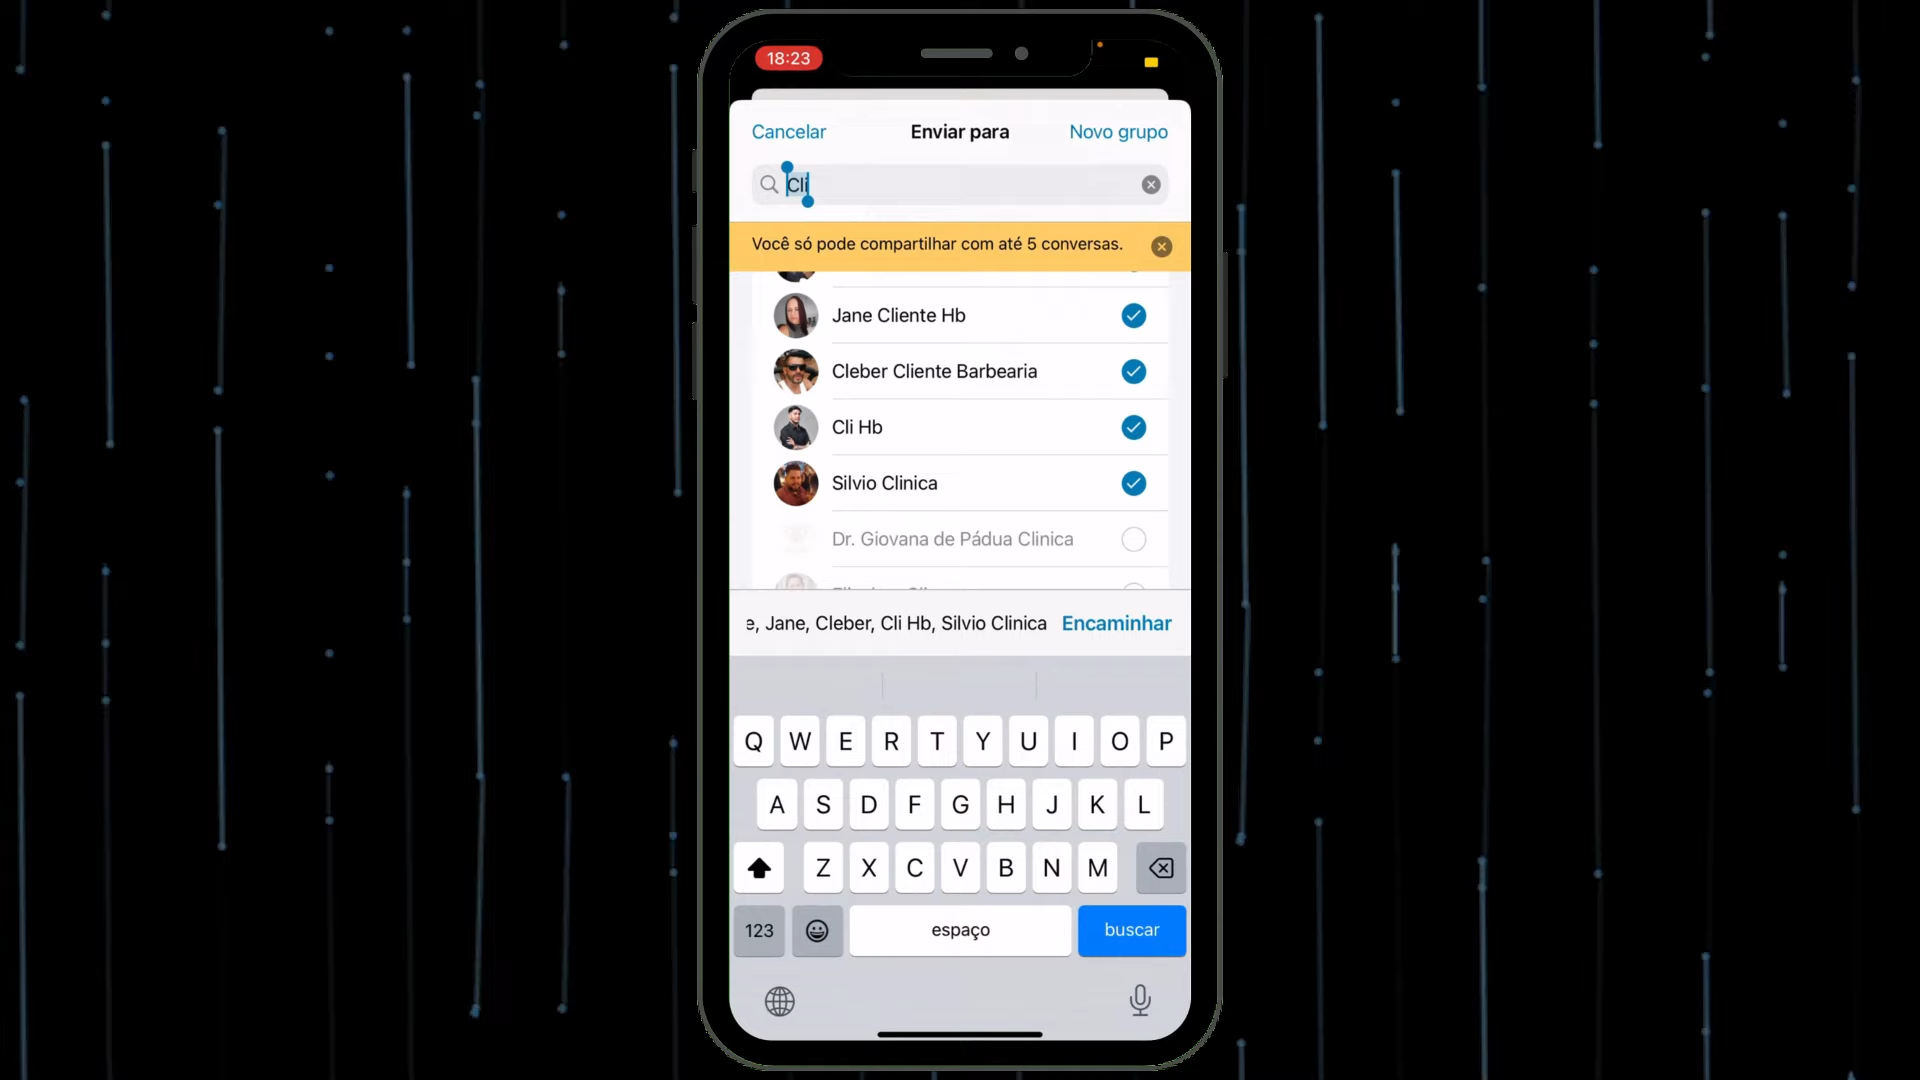 18:23
Cancelar Enviar para Novo grupo
Cli
Você só pode compartilhar com até 5 conversas.
Jane Cliente Hb
Cleber Cliente Barbearia
Cli Hb
Silvio Clinica
Dr. Giovana de Pádua Clinica
e, Jane, Cleber, Cli Hb, Silvio Clinica Encaminhar
Q W E R T Y U I O P
A S D F G H J K L
Z X C V B N M
123 espaço buscar